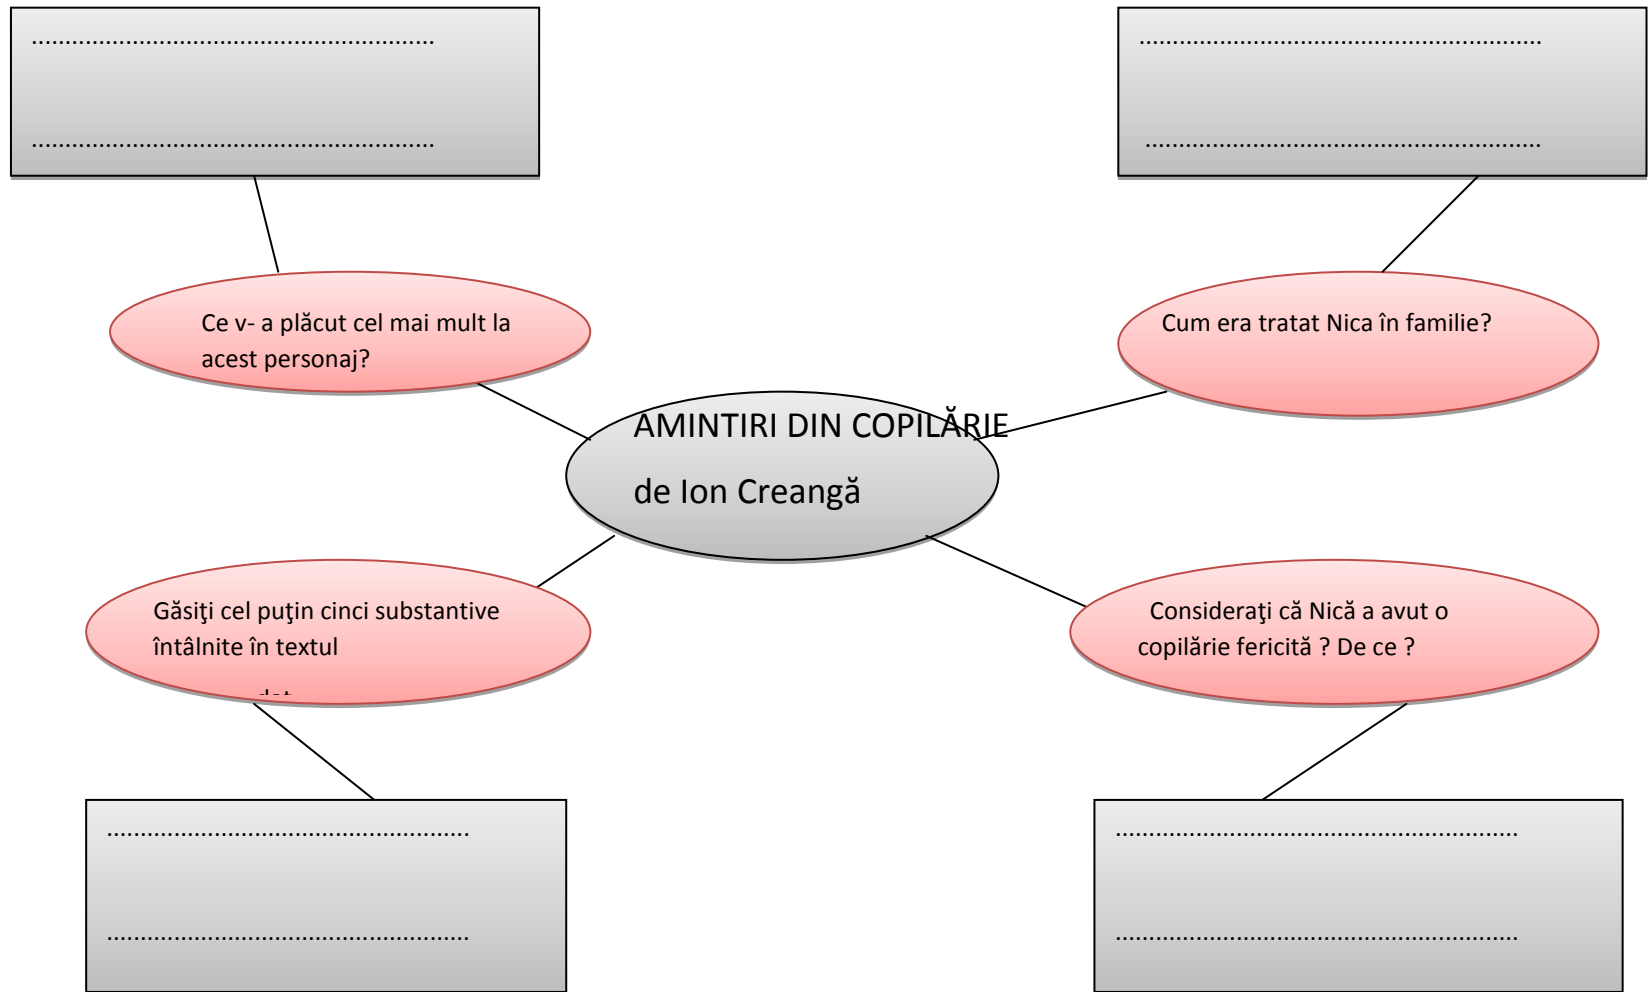 ............................................................
............................................................
............................................................
...........................................................
Ce v- a plăcut cel mai mult la
acest personaj?
Cum era tratat Nica în familie?
AMINTIRI DIN COPILĂRIE
de Ion Creangă
Găsiţi cel puţin cinci substantive
întâlnite în textul
Consideraţi că Nică a avut o
copilărie fericită ? De ce ?
......................................................
......................................................
............................................................
............................................................